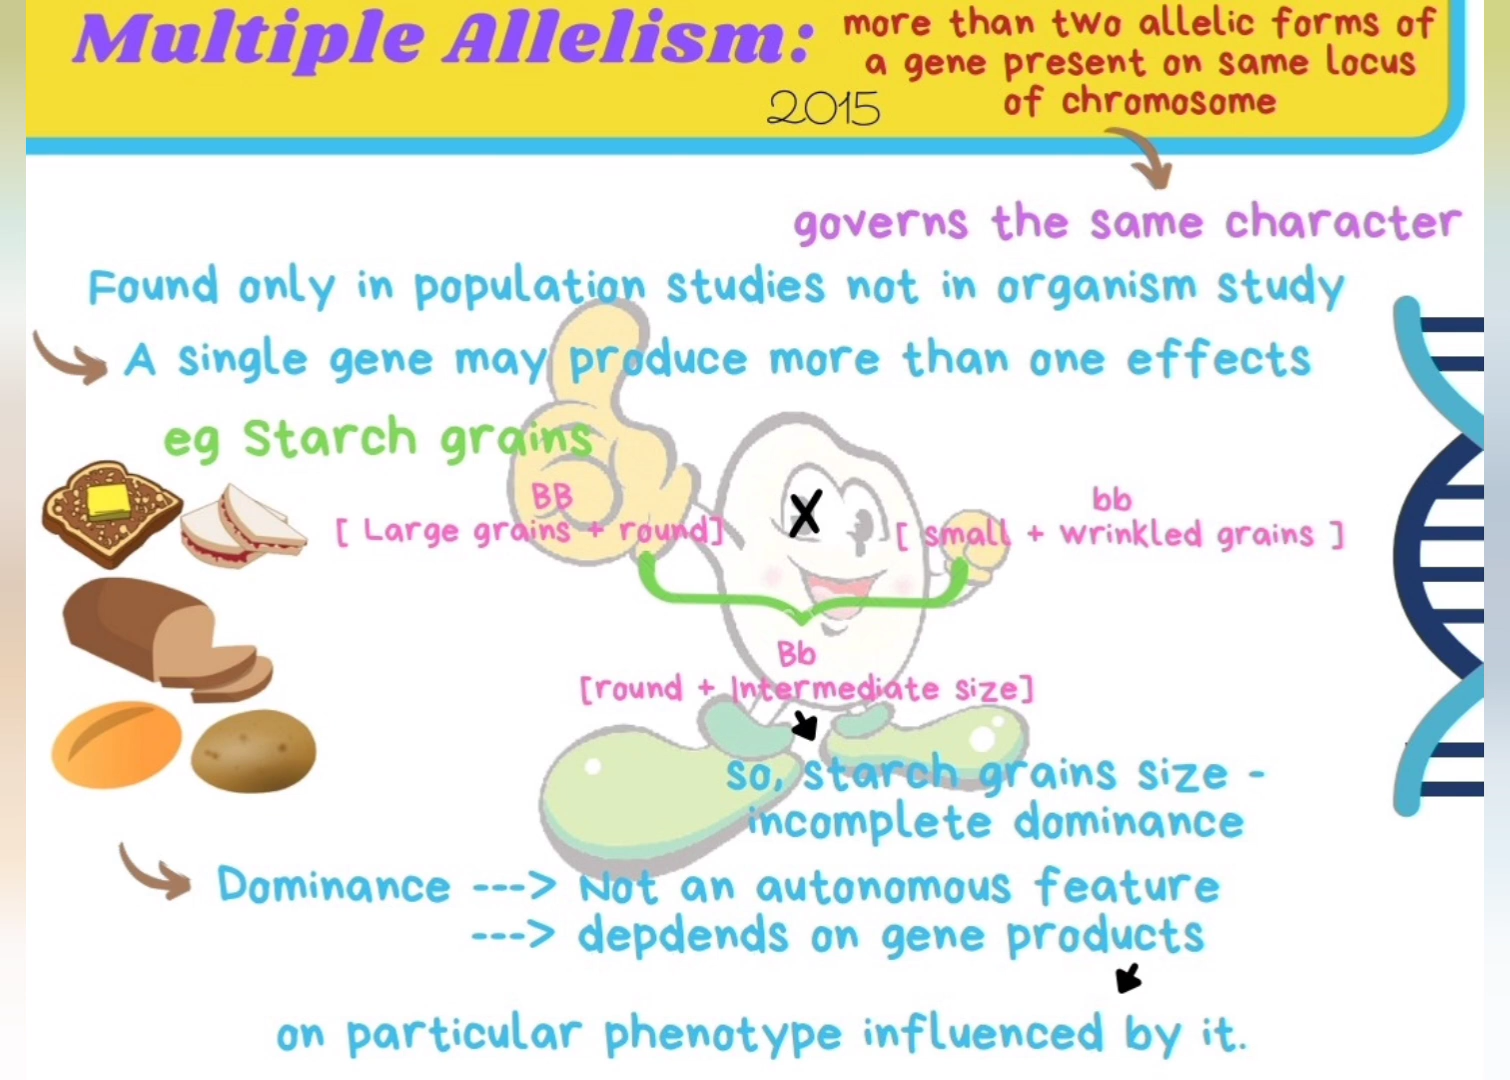 Multiple Allelism:
more than two allelic forms of
a gene present on same locus
of chromosome
2015
governs the same character
Found only in population studies not in organism study
A single gene may produce more than one effects
eg Starch grains
BB
[ Large grains + round]
X
bb
[ small + wrinkled grains ]
Bb
[round + Intermediate size]
so, starch grains size -
incomplete dominance
Dominance ---> Not an autonomous feature
---> depdends on gene products
on particular phenotype influenced by it.